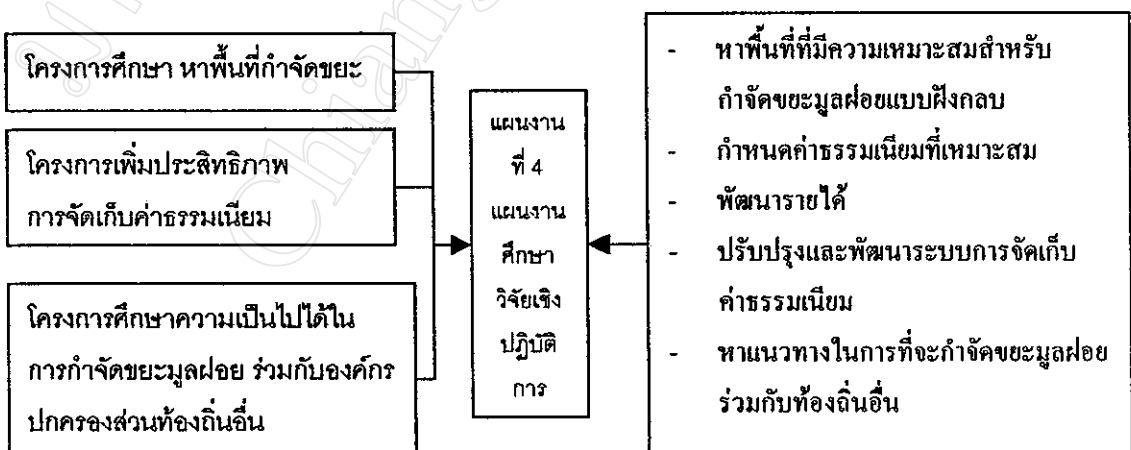 โครงการศึกษา หาพื้นที่กำจัดขยะ
โครงการเพิ่มประสิทธิภาพ
การจัดเก็บค่าธรรมเนียม
โครงการศึกษาความเป็นไปได้ใน
การกำจัดขยะมูลฝอย ร่วมกับองค์กร
ปกครองส่วนท้องถิ่นอื่น
แผนงาน
ที่ 4
แผนงาน
ศึกษา
วิจัยเชิง
ปฏิบัติ
การ
- หาพื้นที่ที่มีความเหมาะสมสำหรับ
กำจัดขยะมูลฝอยแบบฝังกลบ
- กำหนดค่าธรรมเนียมที่เหมาะสม
- พัฒนารายได้
- ปรับปรุงและพัฒนาระบบการจัดเก็บ
ค่าธรรมเนียม
- หาแนวทางในการที่จะกำจัดขยะมูลฝอย
ร่วมกับท้องถิ่นอื่น
Chiang